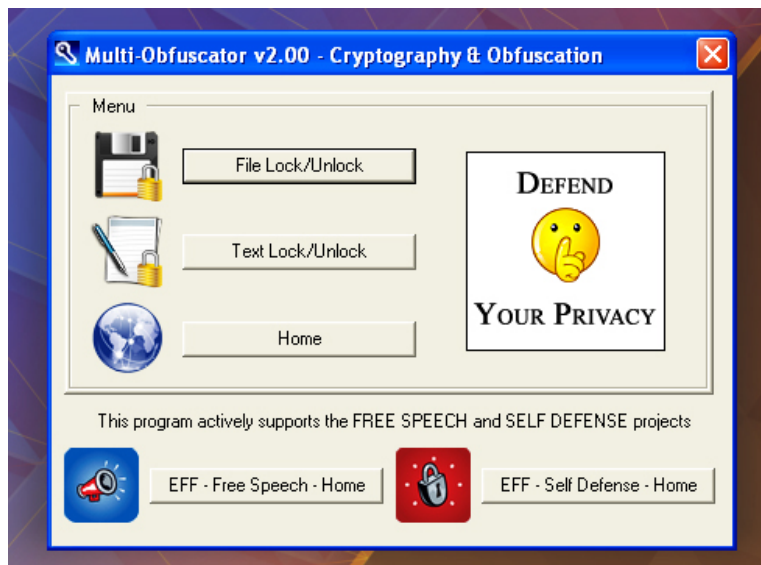 Multi-Obfuscator v2.00 - Cryptography & Obfuscation
Menu
File Lock/Unlock
Text Lock/Unlock
Home
DEFEND
YOUR PRIVACY
This program actively supports the FREE SPEECH and SELF DEFENSE projects
EFF - Free Speech - Home
EFF - Self Defense - Home